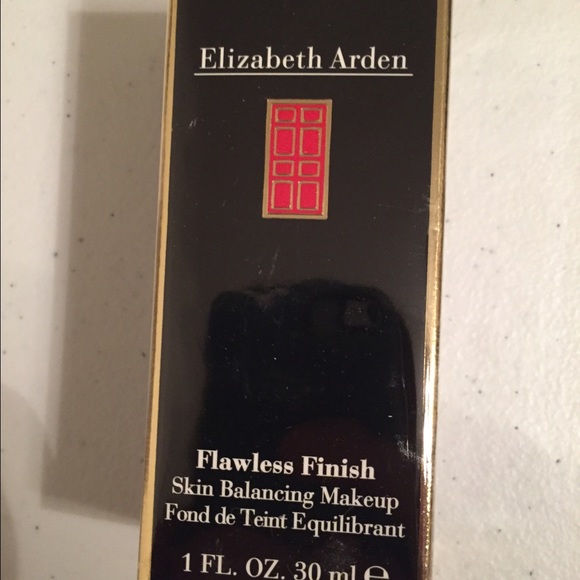 Elizabeth Arden
Flawless Finish
Skin Balancing Makeup
Fond de Teint Equilibrant
1 FL. OZ. 30 ml ℮